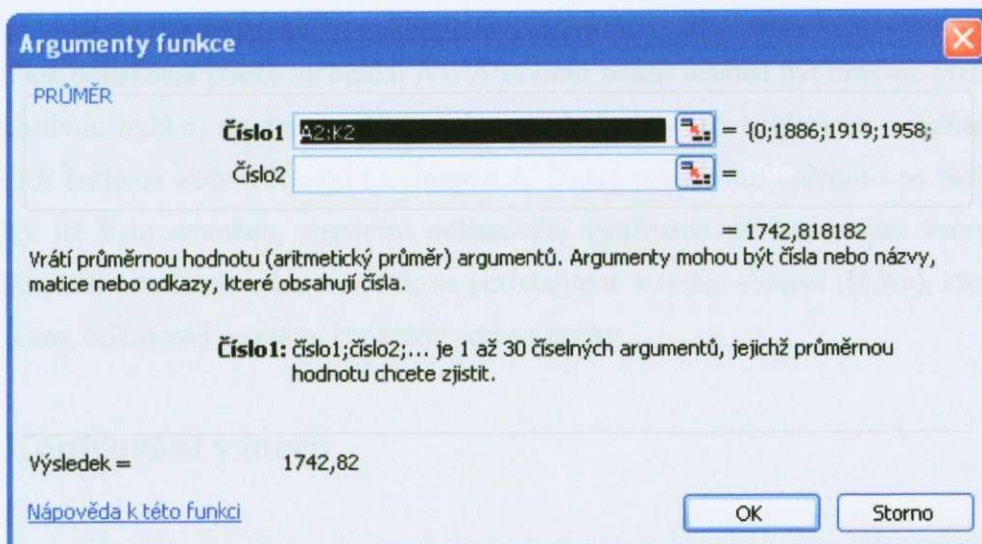 Argumenty funkce
PRŮMĚR
Číslo1 A2:K2 = {0;1886;1919;1958;
Číslo2 =
= 1742,818182
Vrátí průměrnou hodnotu (aritmetický průměr) argumentů. Argumenty mohou být čísla nebo názvy,
matice nebo odkazy, které obsahují čísla.
Číslo1: číslo1;číslo2;... je 1 až 30 číselných argumentů, jejichž průměrnou
hodnotu chcete zjistit.
Výsledek = 1742,82
Nápověda k této funkci
OK Storno